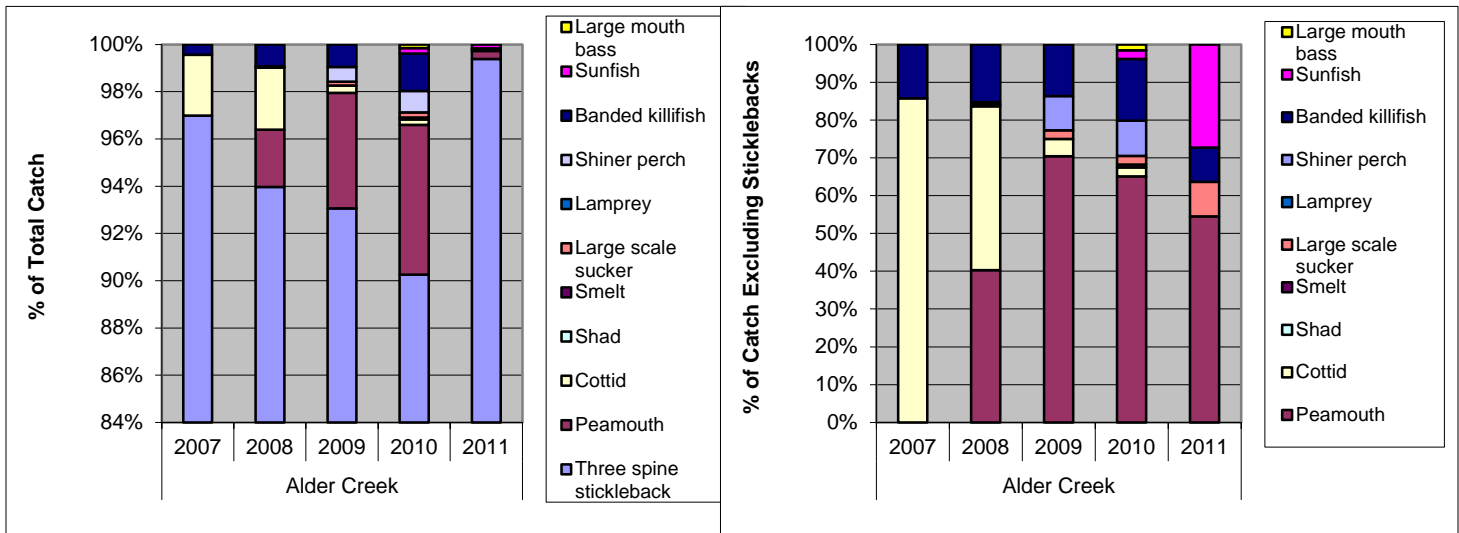 % of Total Catch
100%
98%
96%
94%
92%
90%
88%
86%
84%
2007
2008
2009
2010
2011
Alder Creek
Large mouth
bass
Sunfish
Banded killifish
Shiner perch
Lamprey
Large scale
sucker
Smelt
Shad
Cottid
Peamouth
Three spine
stickleback
% of Catch Excluding Sticklebacks
100%
90%
80%
70%
60%
50%
40%
30%
20%
10%
0%
2007
2008
2009
2010
2011
Alder Creek
Large mouth
bass
Sunfish
Banded killifish
Shiner perch
Lamprey
Large scale
sucker
Smelt
Shad
Cottid
Peamouth